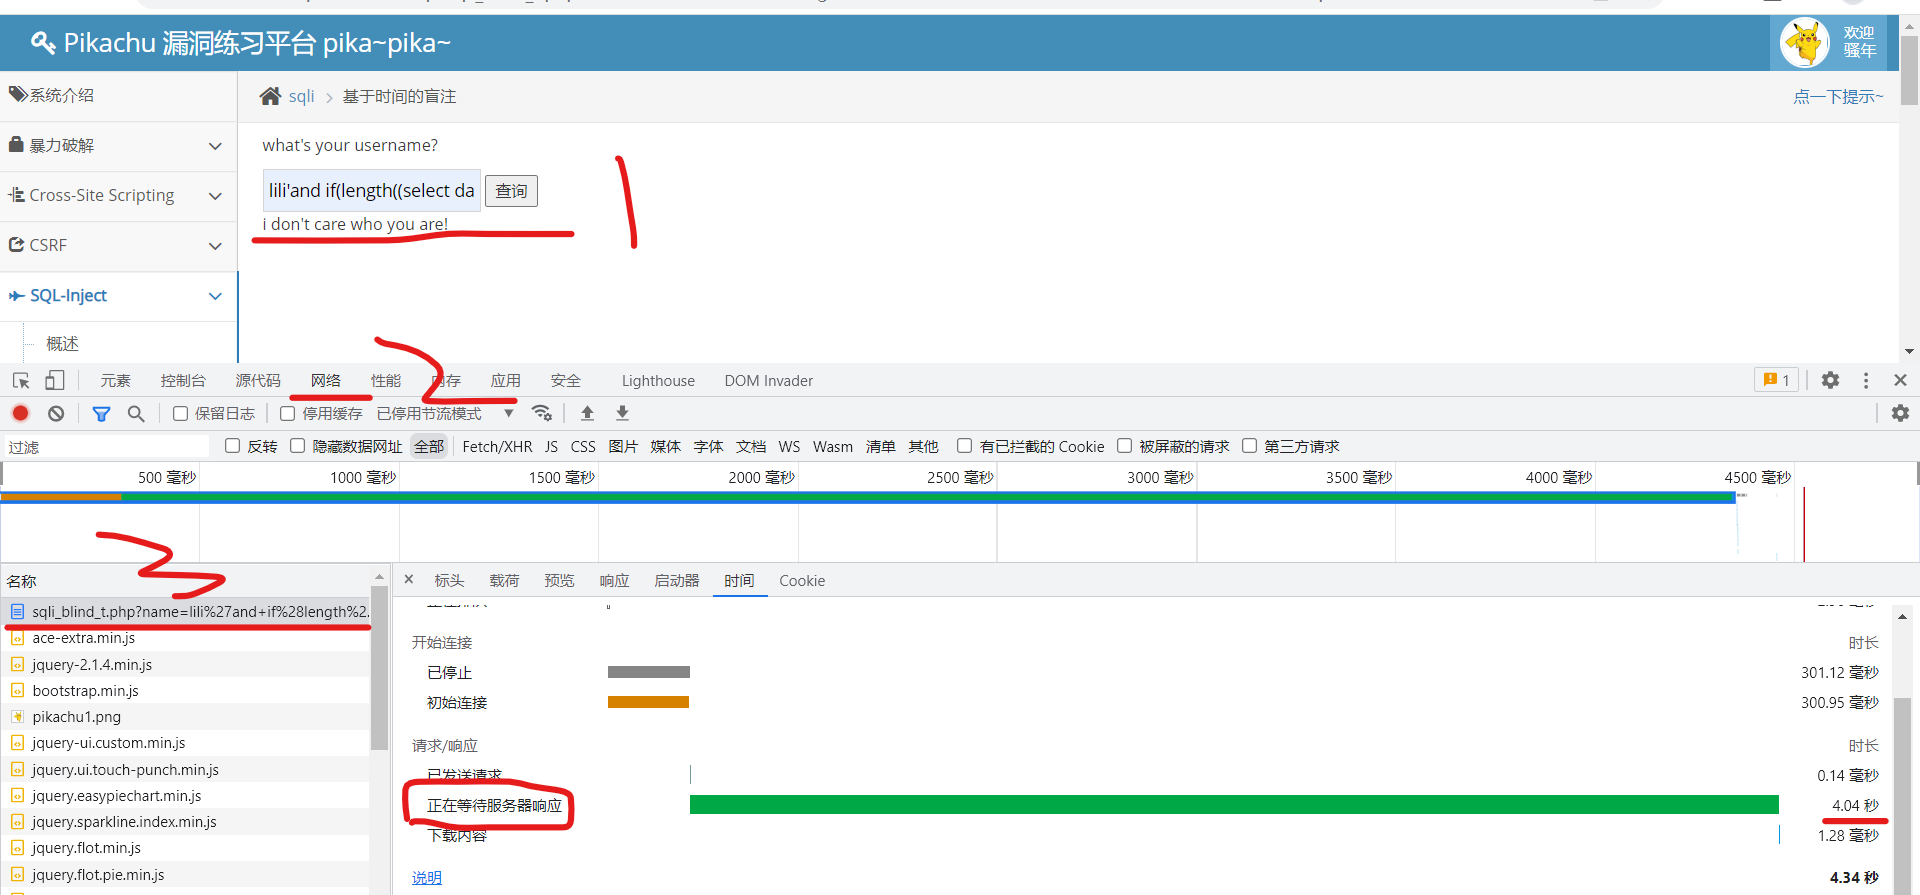 Pikachu 漏洞练习平台 pika~pika~
欢迎
骚年
系统介绍
暴力破解
Cross-Site Scripting
CSRF
SQL-Inject
概述
sqli
基于时间的盲注
点一下提示~
what's your username?
lili'and if(length((select da
查询
i don't care who you are!
元素 控制台 源代码 网络 性能 内存 应用 安全 Lighthouse DOM Invader
1
保留日志 停用缓存 已停用节流模式
过滤 反转 隐藏数据网址 全部 Fetch/XHR JS CSS 图片 媒体 字体 文档 WS Wasm 清单 其他 有已拦截的 Cookie 被屏蔽的请求 第三方请求
500 毫秒 1000 毫秒 1500 毫秒 2000 毫秒 2500 毫秒 3000 毫秒 3500 毫秒 4000 毫秒 4500 毫秒
名称
sqli_blind_t.php?name=lili%27and+if%28length%2.
ace-extra.min.js
jquery-2.1.4.min.js
bootstrap.min.js
pikachu1.png
jquery-ui.custom.min.js
jquery.ui.touch-punch.min.js
jquery.easypiechart.min.js
jquery.sparkline.index.min.js
jquery.flot.min.js
jquery.flot.pie.min.js
标头 载荷 预览 响应 启动器 时间 Cookie
开始连接 时长
已停止 301.12 毫秒
初始连接 300.95 毫秒
请求/响应 时长
已发送请求 0.14 毫秒
正在等待服务器响应 4.04 秒
下载内容 1.28 毫秒
说明 4.34 秒
1
2
3